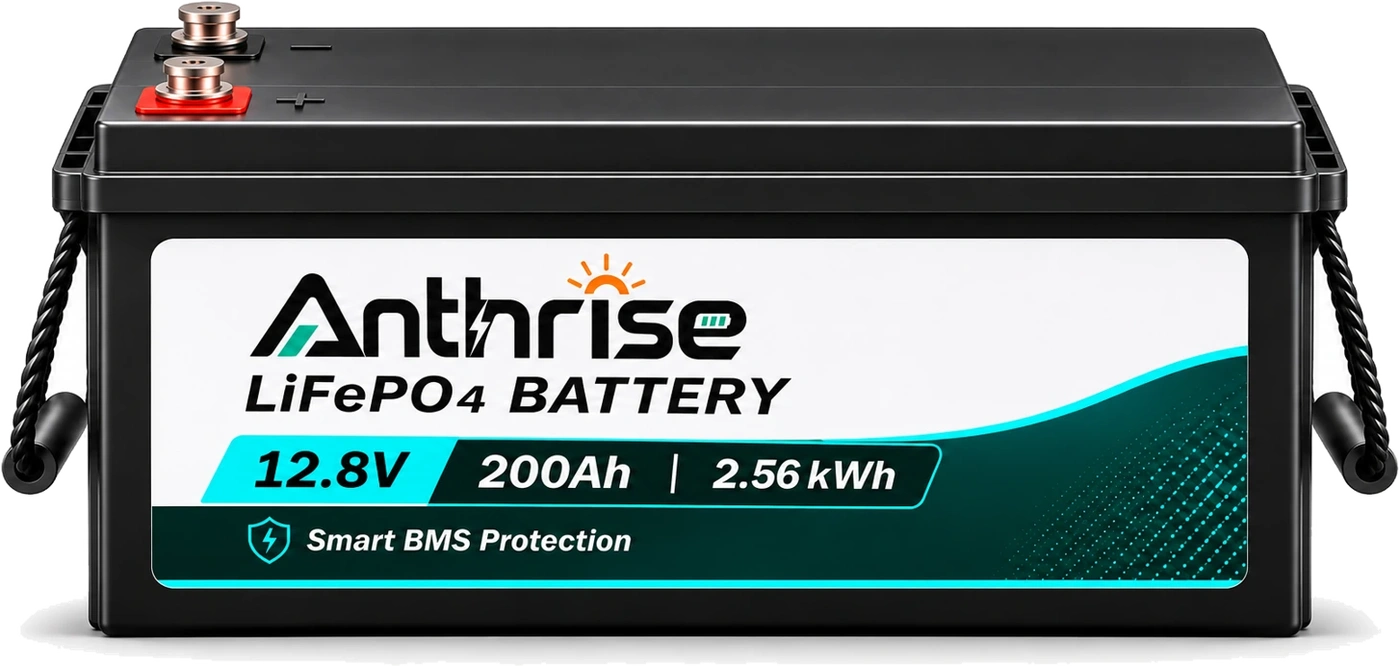 − 
+
Anthrise
LiFePO4 BATTERY
12.8V 200Ah | 2.56 kWh
Smart BMS Protection